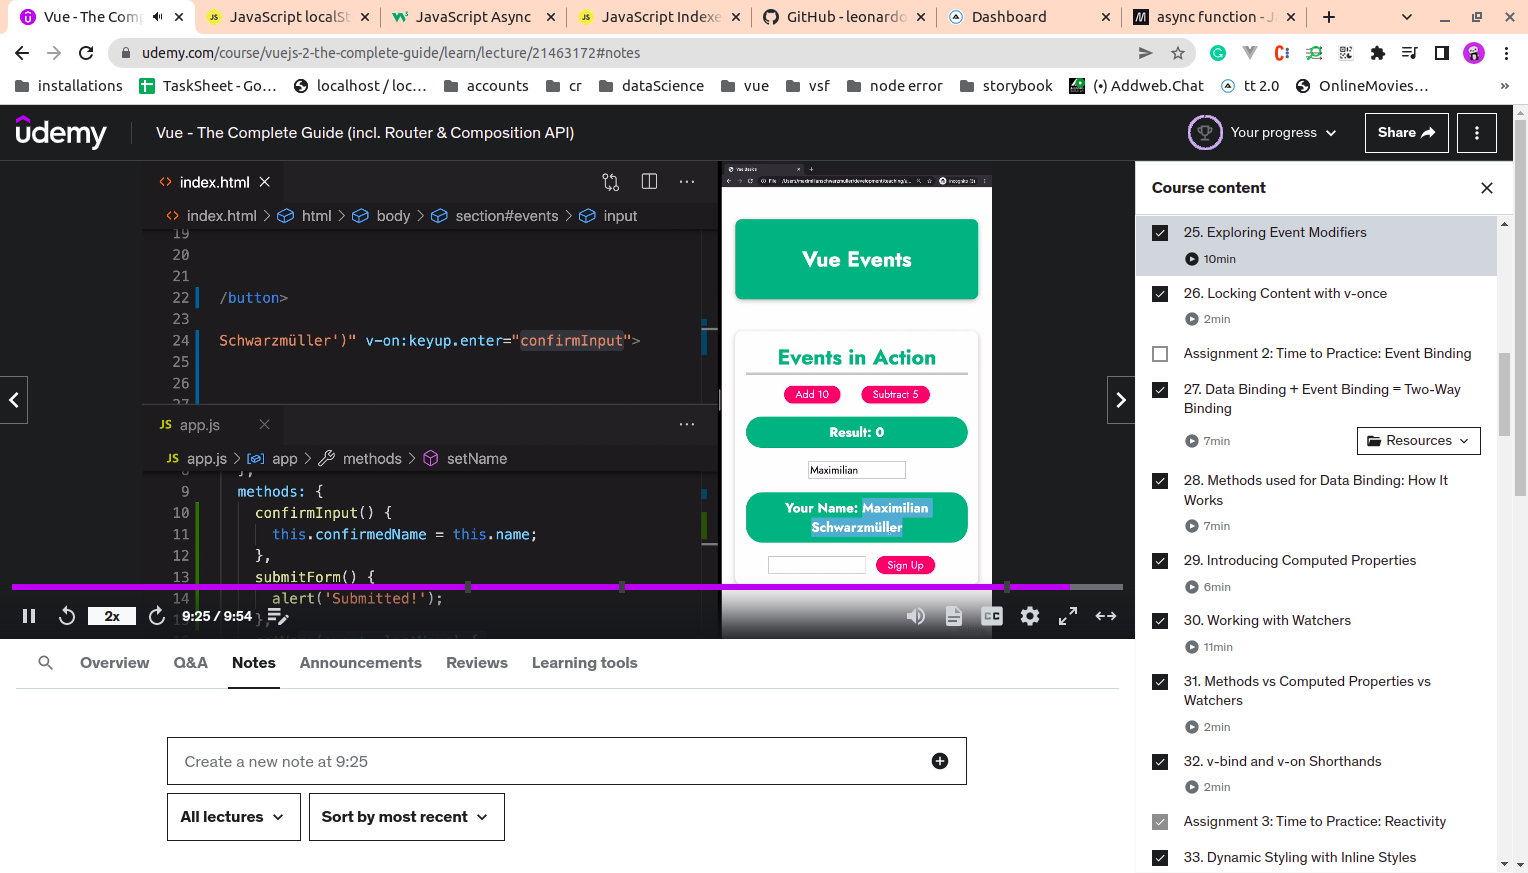 Vue - The Comp
JavaScript localSt
JavaScript Async
JavaScript Indexe
GitHub - leonardo
Dashboard
async function - J
udemy.com/course/vuejs-2-the-complete-guide/learn/lecture/21463172#notes
installations
TaskSheet - Go...
localhost / loc...
accounts
cr
dataScience
vue
vsf
node error
storybook
(•) Addweb.Chat
tt 2.0
OnlineMovies...
»
udemy
Vue - The Complete Guide (incl. Router & Composition API)
Your progress
Share
index.html
index.html > html > body > section#events > input
19
20
21
22 /button>
23
24 Schwarzmüller')" v-on:keyup.enter="confirmInput">
25
26
27
JS app.js
JS app.js > app > methods > setName
9 methods: {
10 confirmInput() {
11 this.confirmedName = this.name;
12 },
13 submitForm() {
14 alert('Submitted!');
Vue Basics
Vue Events
Events in Action
Add 10
Subtract 5
Result: 0
Maximilian
Your Name: Maximilian
Schwarzmüller
Sign Up
2x
9:25 / 9:54
CC
Overview
Q&A
Notes
Announcements
Reviews
Learning tools
Create a new note at 9:25
All lectures
Sort by most recent
Course content
25. Exploring Event Modifiers
10min
26. Locking Content with v-once
2min
Assignment 2: Time to Practice: Event Binding
27. Data Binding + Event Binding = Two-Way
Binding
7min
Resources
28. Methods used for Data Binding: How It
Works
7min
29. Introducing Computed Properties
6min
30. Working with Watchers
11min
31. Methods vs Computed Properties vs
Watchers
2min
32. v-bind and v-on Shorthands
2min
Assignment 3: Time to Practice: Reactivity
33. Dynamic Styling with Inline Styles